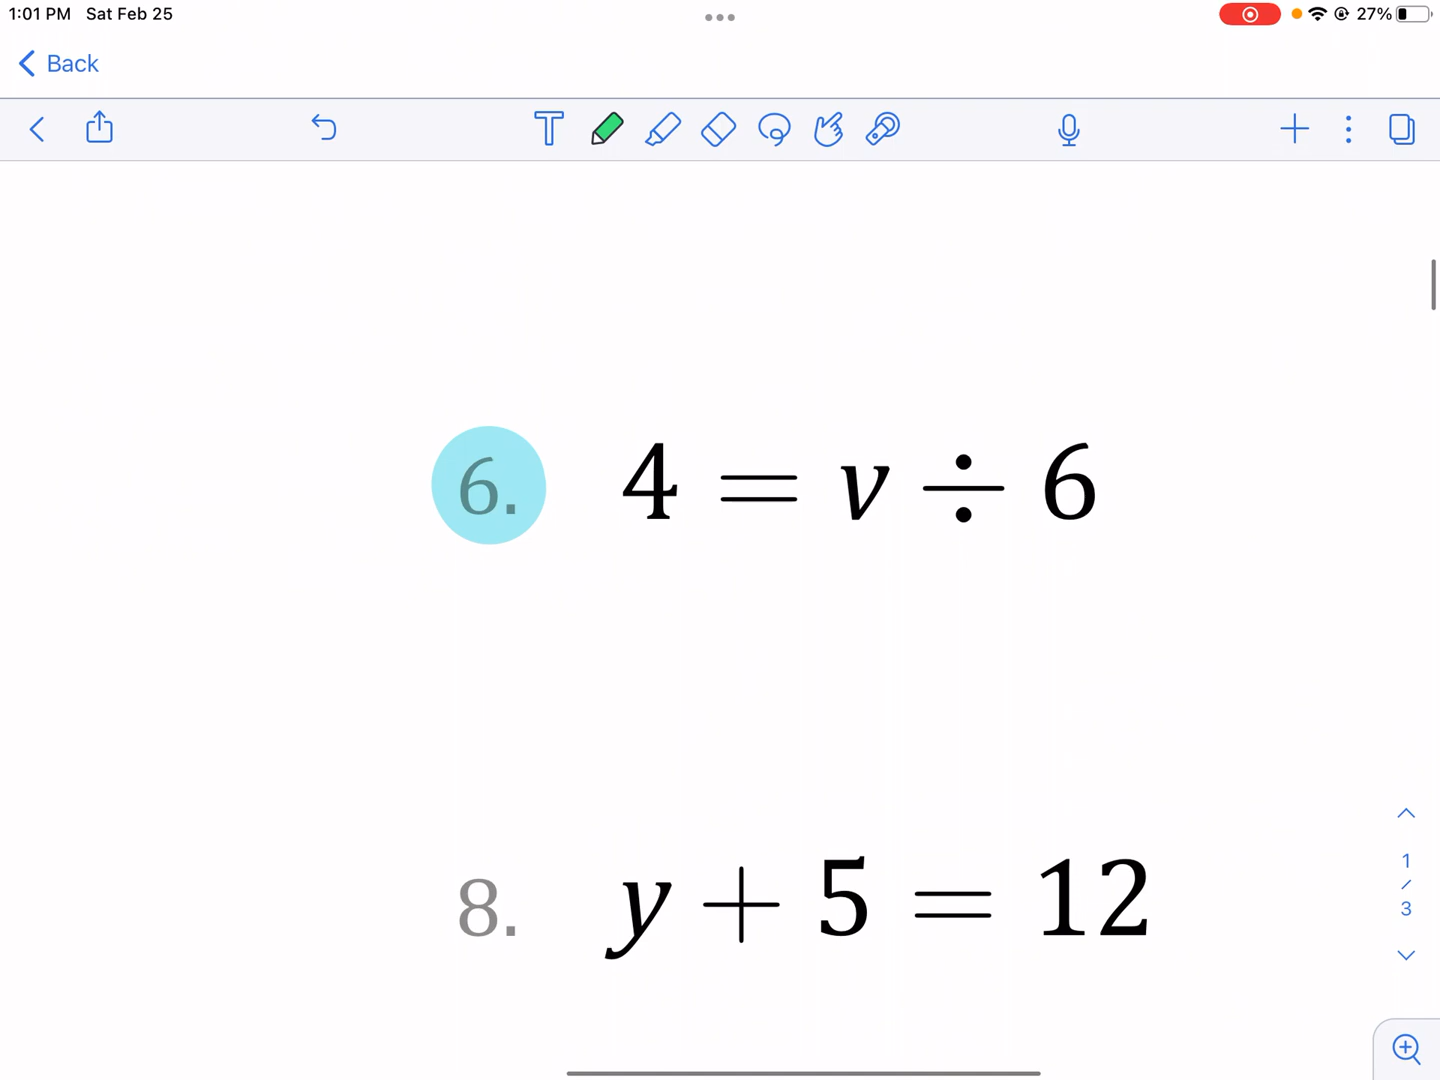 1:01 PM Sat Feb 25
27%
Back
6. 4 = v ÷ 6
8. y + 5 = 12
1
/
3